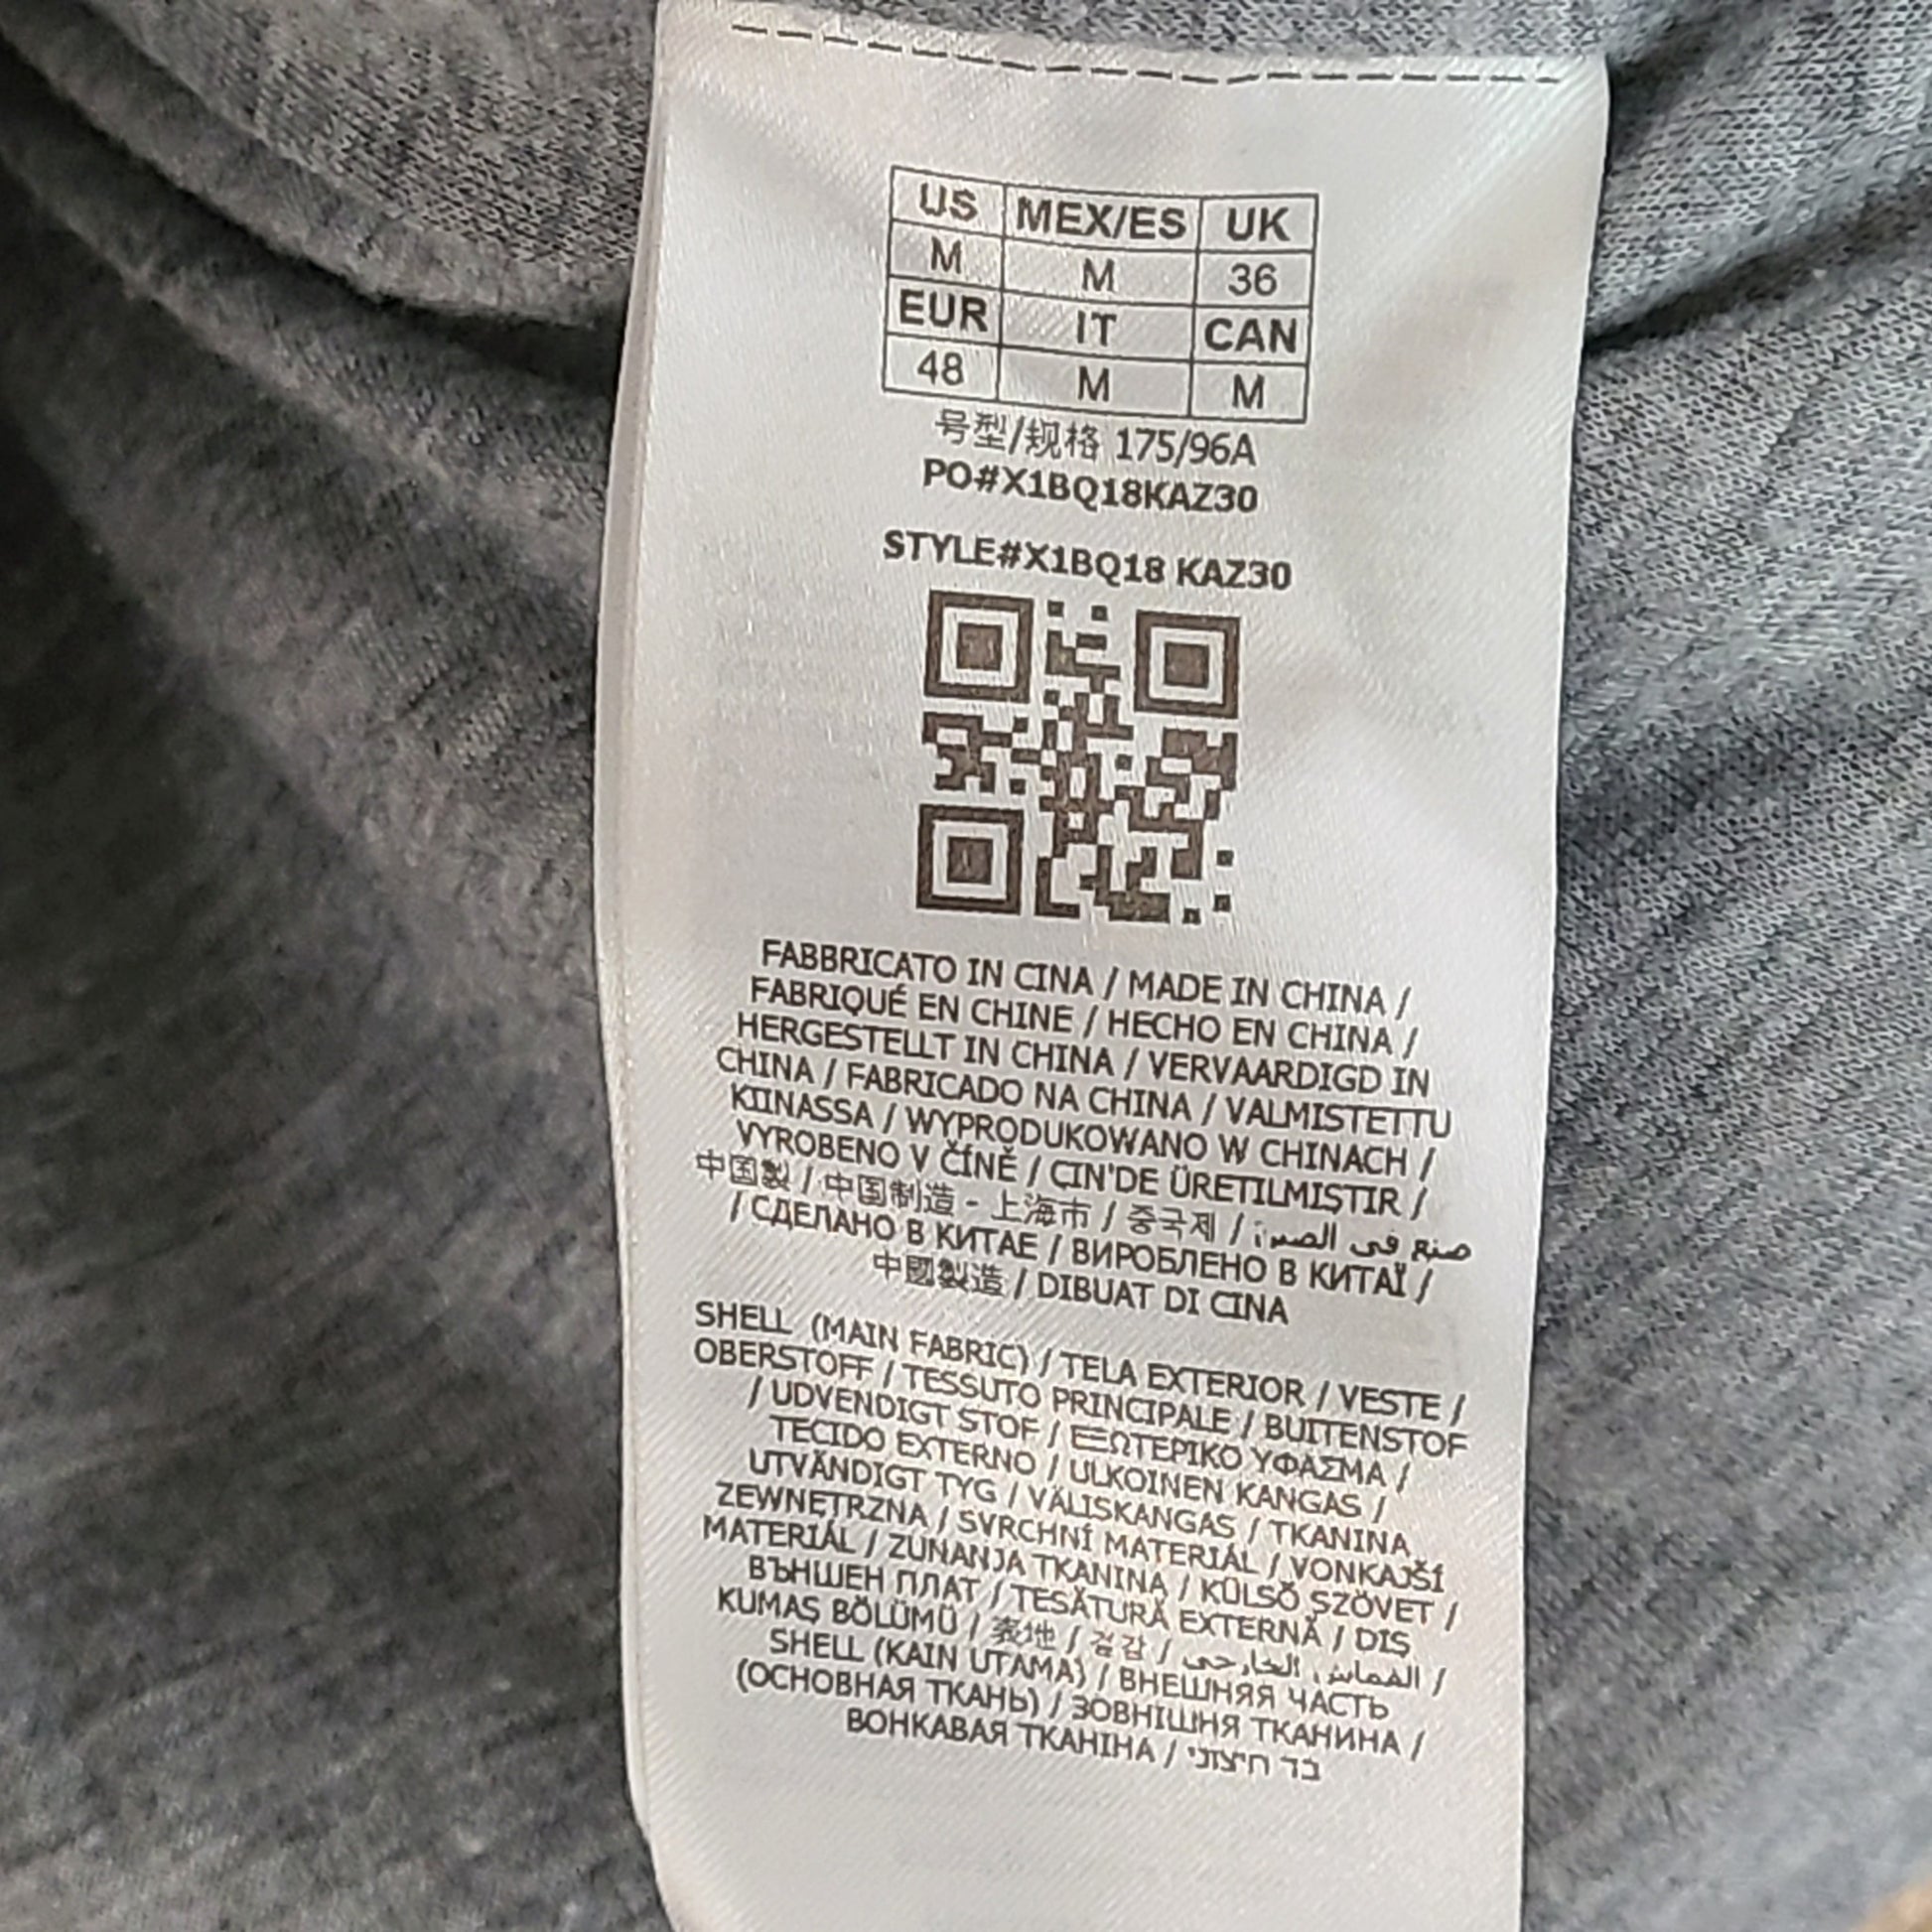 US MEX/ES UK
M M 36
EUR IT CAN
48 M M
号型/规格 175/96A
PO#X1BQ18KAZ30
STYLE#X1BQ18 KAZ30
FABBRICATO IN CINA / MADE IN CHINA /
FABRIQUÉ EN CHINE / HECHO EN CHINA /
HERGESTELLT IN CHINA / VERVAARDIGD IN
CHINA / FABRICADO NA CHINA / VALMISTETTU
KIINASSA / WYPRODUKOWANO W CHINACH /
VYROBENO V ČÍNĚ / ÇIN'DE ÜRETILMIŞTIR /
中国製 / 中国制造 - 上海市 / 중국제 / صنع في الصين
/ СДЕЛАНО В КИТАЕ / ВИРОБЛЕНО В КИТАЇ /
中國製造 / DIBUAT DI CINA
SHELL (MAIN FABRIC) / TELA EXTERIOR / VESTE /
OBERSTOFF / TESSUTO PRINCIPALE / BUITENSTOF
/ UDVENDIGT STOF / ΕΞΩΤΕΡΙΚΟ ΥΦΑΣΜΑ /
TECIDO EXTERNO / ULKOINEN KANGAS /
UTVÄNDIGT TYG / VÄLISKANGAS / TKANINA
ZEWNĘTRZNA / SVRCHNÍ MATERIÁL / VONKAJŠÍ
MATERIÁL / ZUNANJA TKANINA / KÜLSŐ SZÖVET /
ВЪНШЕН ПЛАТ / ŢESĂTURĂ EXTERNĂ / DIŞ
KUMAŞ BÖLÜMÜ / 表地 / 겉감 / القماش الخارجي /
SHELL (KAIN UTAMA) / ВНЕШНЯЯ ЧАСТЬ
(ОСНОВНАЯ ТКАНЬ) / ЗОВНІШНЯ ТКАНИНА /
ВОНКАВАЯ ТКАНІНА / בד חיצוני